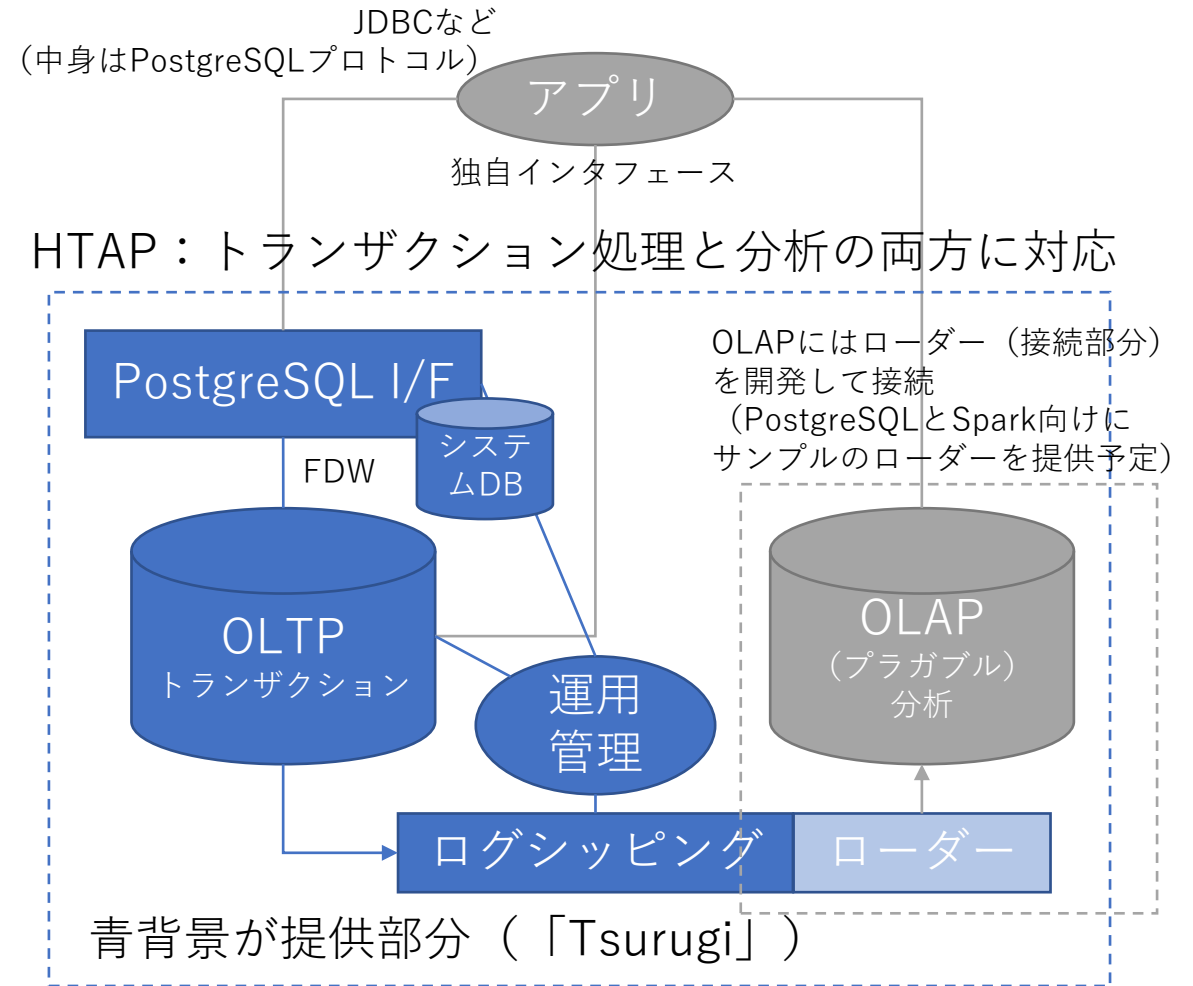 JDBCなど
（中身はPostgreSQLプロトコル）
アプリ
独自インタフェース
HTAP：トランザクション処理と分析の両方に対応
PostgreSQL I/F
システ
ムDB
FDW
OLAPにはローダー（接続部分）
を開発して接続
（PostgreSQLとSpark向けに
サンプルのローダーを提供予定）
OLTP
トランザクション
運用
管理
OLAP
（プラガブル）
分析
ログシッピング
ローダー
青背景が提供部分（「Tsurugi」）